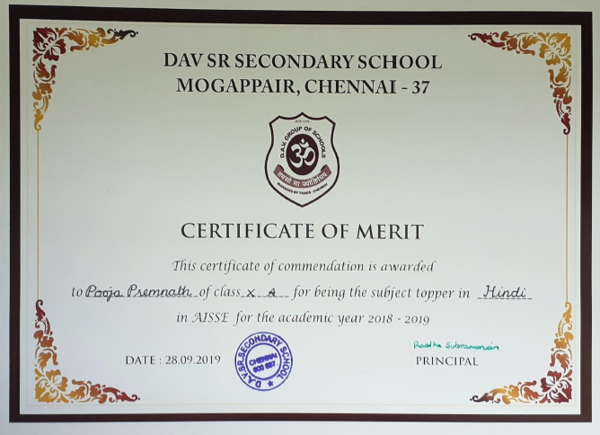 DAV SR SECONDARY SCHOOL
MOGAPPAIR, CHENNAI - 37
D.A.V. GROUP OF SCHOOLS
ॐ
तमसो मा ज्योतिर्गमय
CERTIFICATE OF MERIT
This certificate of commendation is awarded
to Pooja Premnath of class X A for being the subject topper in Hindi
in AISSE for the academic year 2018 - 2019
DATE : 28.09.2019
D.A.V. SR. SECONDARY SCHOOL
CHENNAI
600 037
Radha Subramanian
PRINCIPAL